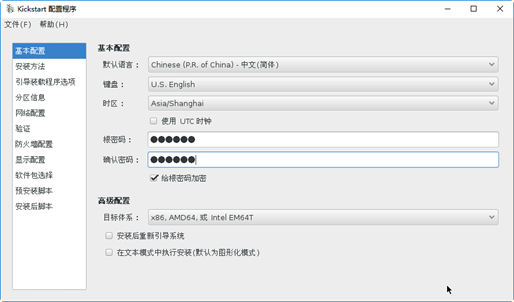 Kickstart 配置程序
文件(F) 帮助(H)
基本配置
安装方法
引导装载程序选项
分区信息
网络配置
验证
防火墙配置
显示配置
软件包选择
预安装脚本
安装后脚本
基本配置
默认语言： Chinese (P.R. of China) - 中文(简体)
键盘： U.S. English
时区： Asia/Shanghai
使用 UTC 时钟
根密码： ●●●●●●
确认密码： ●●●●●●
给根密码加密
高级配置
目标体系： x86, AMD64, 或 Intel EM64T
安装后重新引导系统
在文本模式中执行安装(默认为图形化模式)